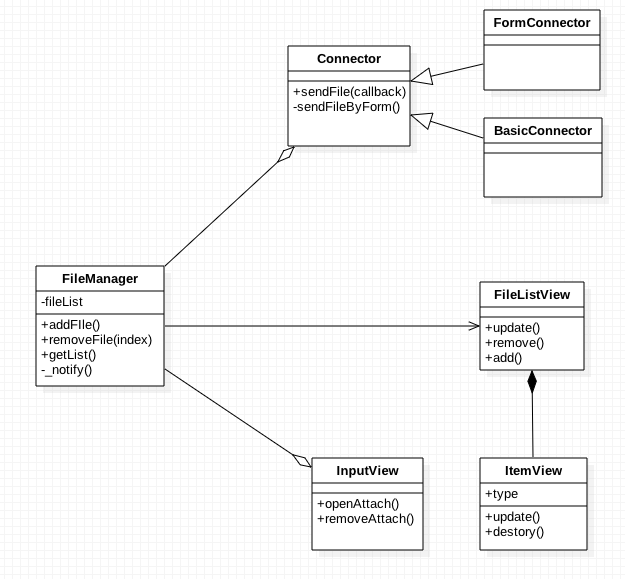 FormConnector
Connector
+sendFile(callback)
-sendFileByForm()
BasicConnector
FileManager
-fileList
+addFIle()
+removeFile(index)
+getList()
-_notify()
FileListView
+update()
+remove()
+add()
InputView
+openAttach()
+removeAttach()
ItemView
+type
+update()
+destory()